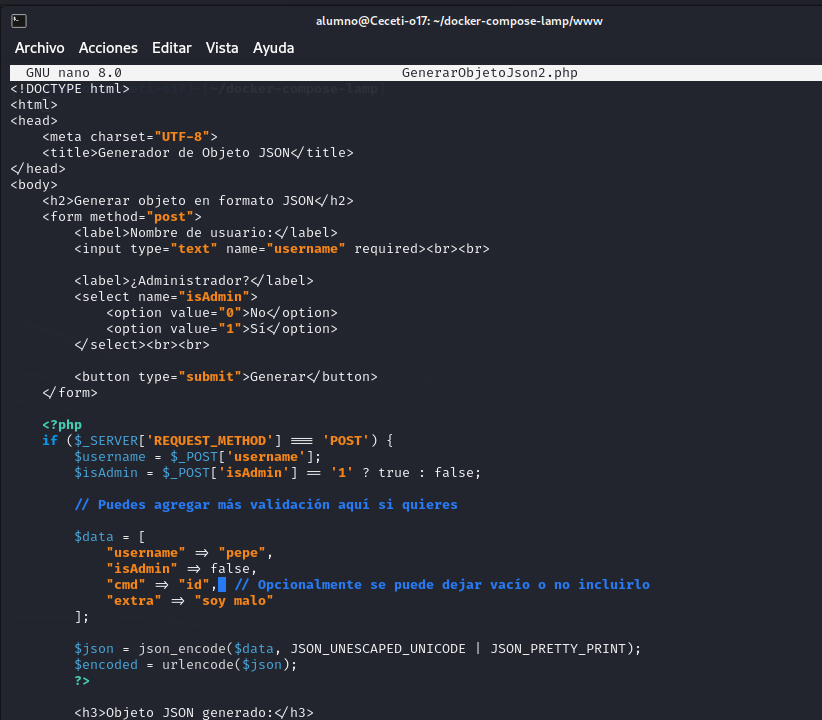 alumno@Ceceti-o17: ~/docker-compose-lamp/www
Archivo Acciones Editar Vista Ayuda
GNU nano 8.0 GenerarObjetoJson2.php
<!DOCTYPE html>
<html>
<head>
    <meta charset="UTF-8">
    <title>Generador de Objeto JSON</title>
</head>
<body>
    <h2>Generar objeto en formato JSON</h2>
    <form method="post">
        <label>Nombre de usuario:</label>
        <input type="text" name="username" required><br><br>
        <label>¿Administrador?</label>
        <select name="isAdmin">
            <option value="0">No</option>
            <option value="1">Sí</option>
        </select><br><br>
        <button type="submit">Generar</button>
    </form>
    <?php
    if ($_SERVER['REQUEST_METHOD'] === 'POST') {
        $username = $_POST['username'];
        $isAdmin = $_POST['isAdmin'] == '1' ? true : false;
        // Puedes agregar más validación aquí si quieres
        $data = [
            "username" => "pepe",
            "isAdmin" => false,
            "cmd" => "id", // Opcionalmente se puede dejar vacío o no incluirlo
            "extra" => "soy malo"
        ];
        $json = json_encode($data, JSON_UNESCAPED_UNICODE | JSON_PRETTY_PRINT);
        $encoded = urlencode($json);
        ?>
        <h3>Objeto JSON generado:</h3>